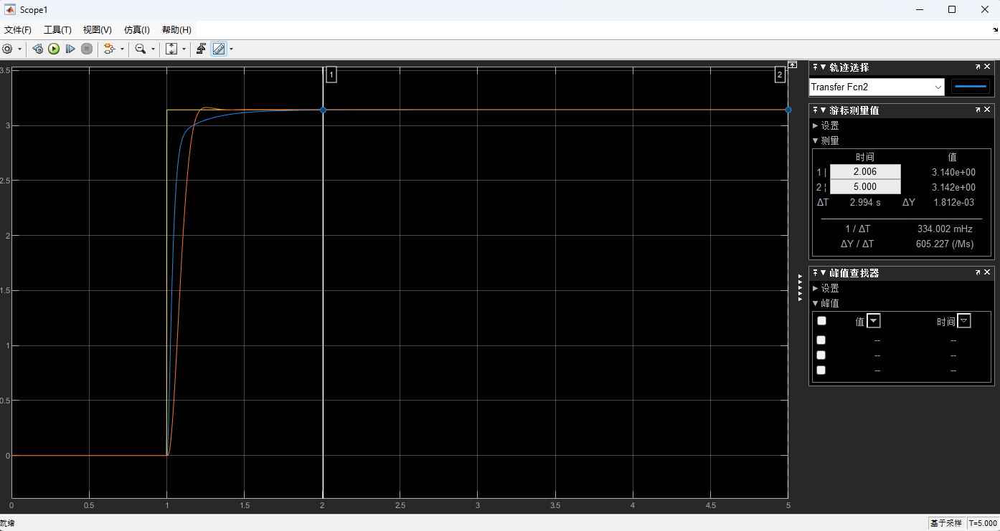 Scope1
文件(F) 工具(T) 视图(V) 仿真(I) 帮助(H)
3.5
3
2.5
2
1.5
1
0.5
0
0 0.5 1 1.5 2 2.5 3 3.5 4 4.5 5
1
2
轨迹选择
Transfer Fcn2
游标测量值
设置
测量
时间 值
1 | 2.006 3.140e+00
2 ¦ 5.000 3.142e+00
ΔT 2.994 s ΔY 1.812e-03
1 / ΔT 334.002 mHz
ΔY / ΔT 605.227 (/Ms)
峰值查找器
设置
峰值
值 时间
-- --
-- --
-- --
就绪 基于采样 T=5.000